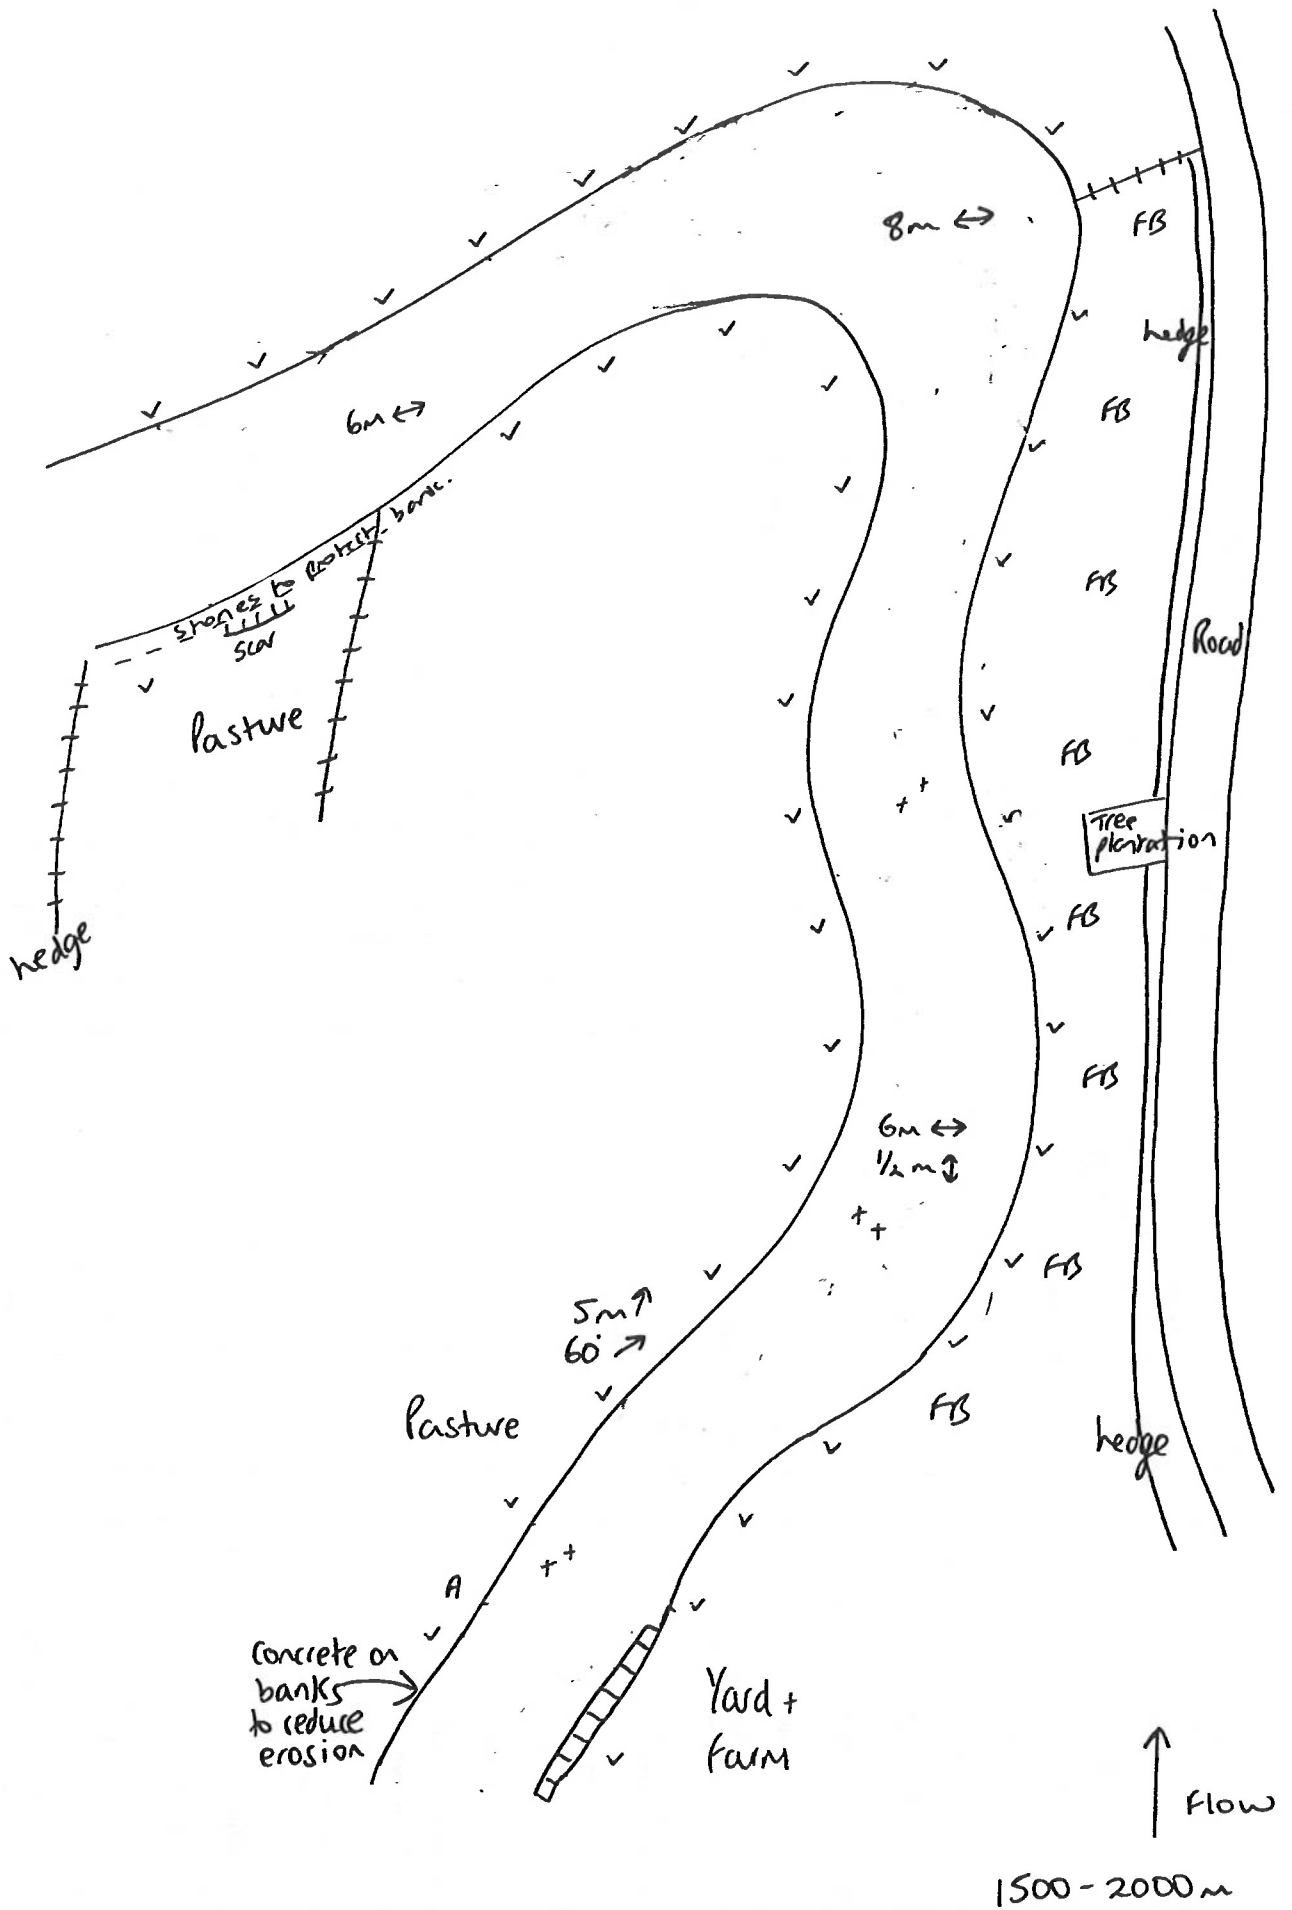 8m ↔
FB
hedge
6m ↔
FB
stones to protect bank.
scar
FB
Road
Pasture
FB
Tree
plantation
FB
hedge
FB
6m ↔
1/2 m ↕
FB
5m ↑
60° ↗
FB
Pasture
hedge
A
Concrete on
banks
to reduce
erosion
Yard +
Farm
Flow
1500-2000m